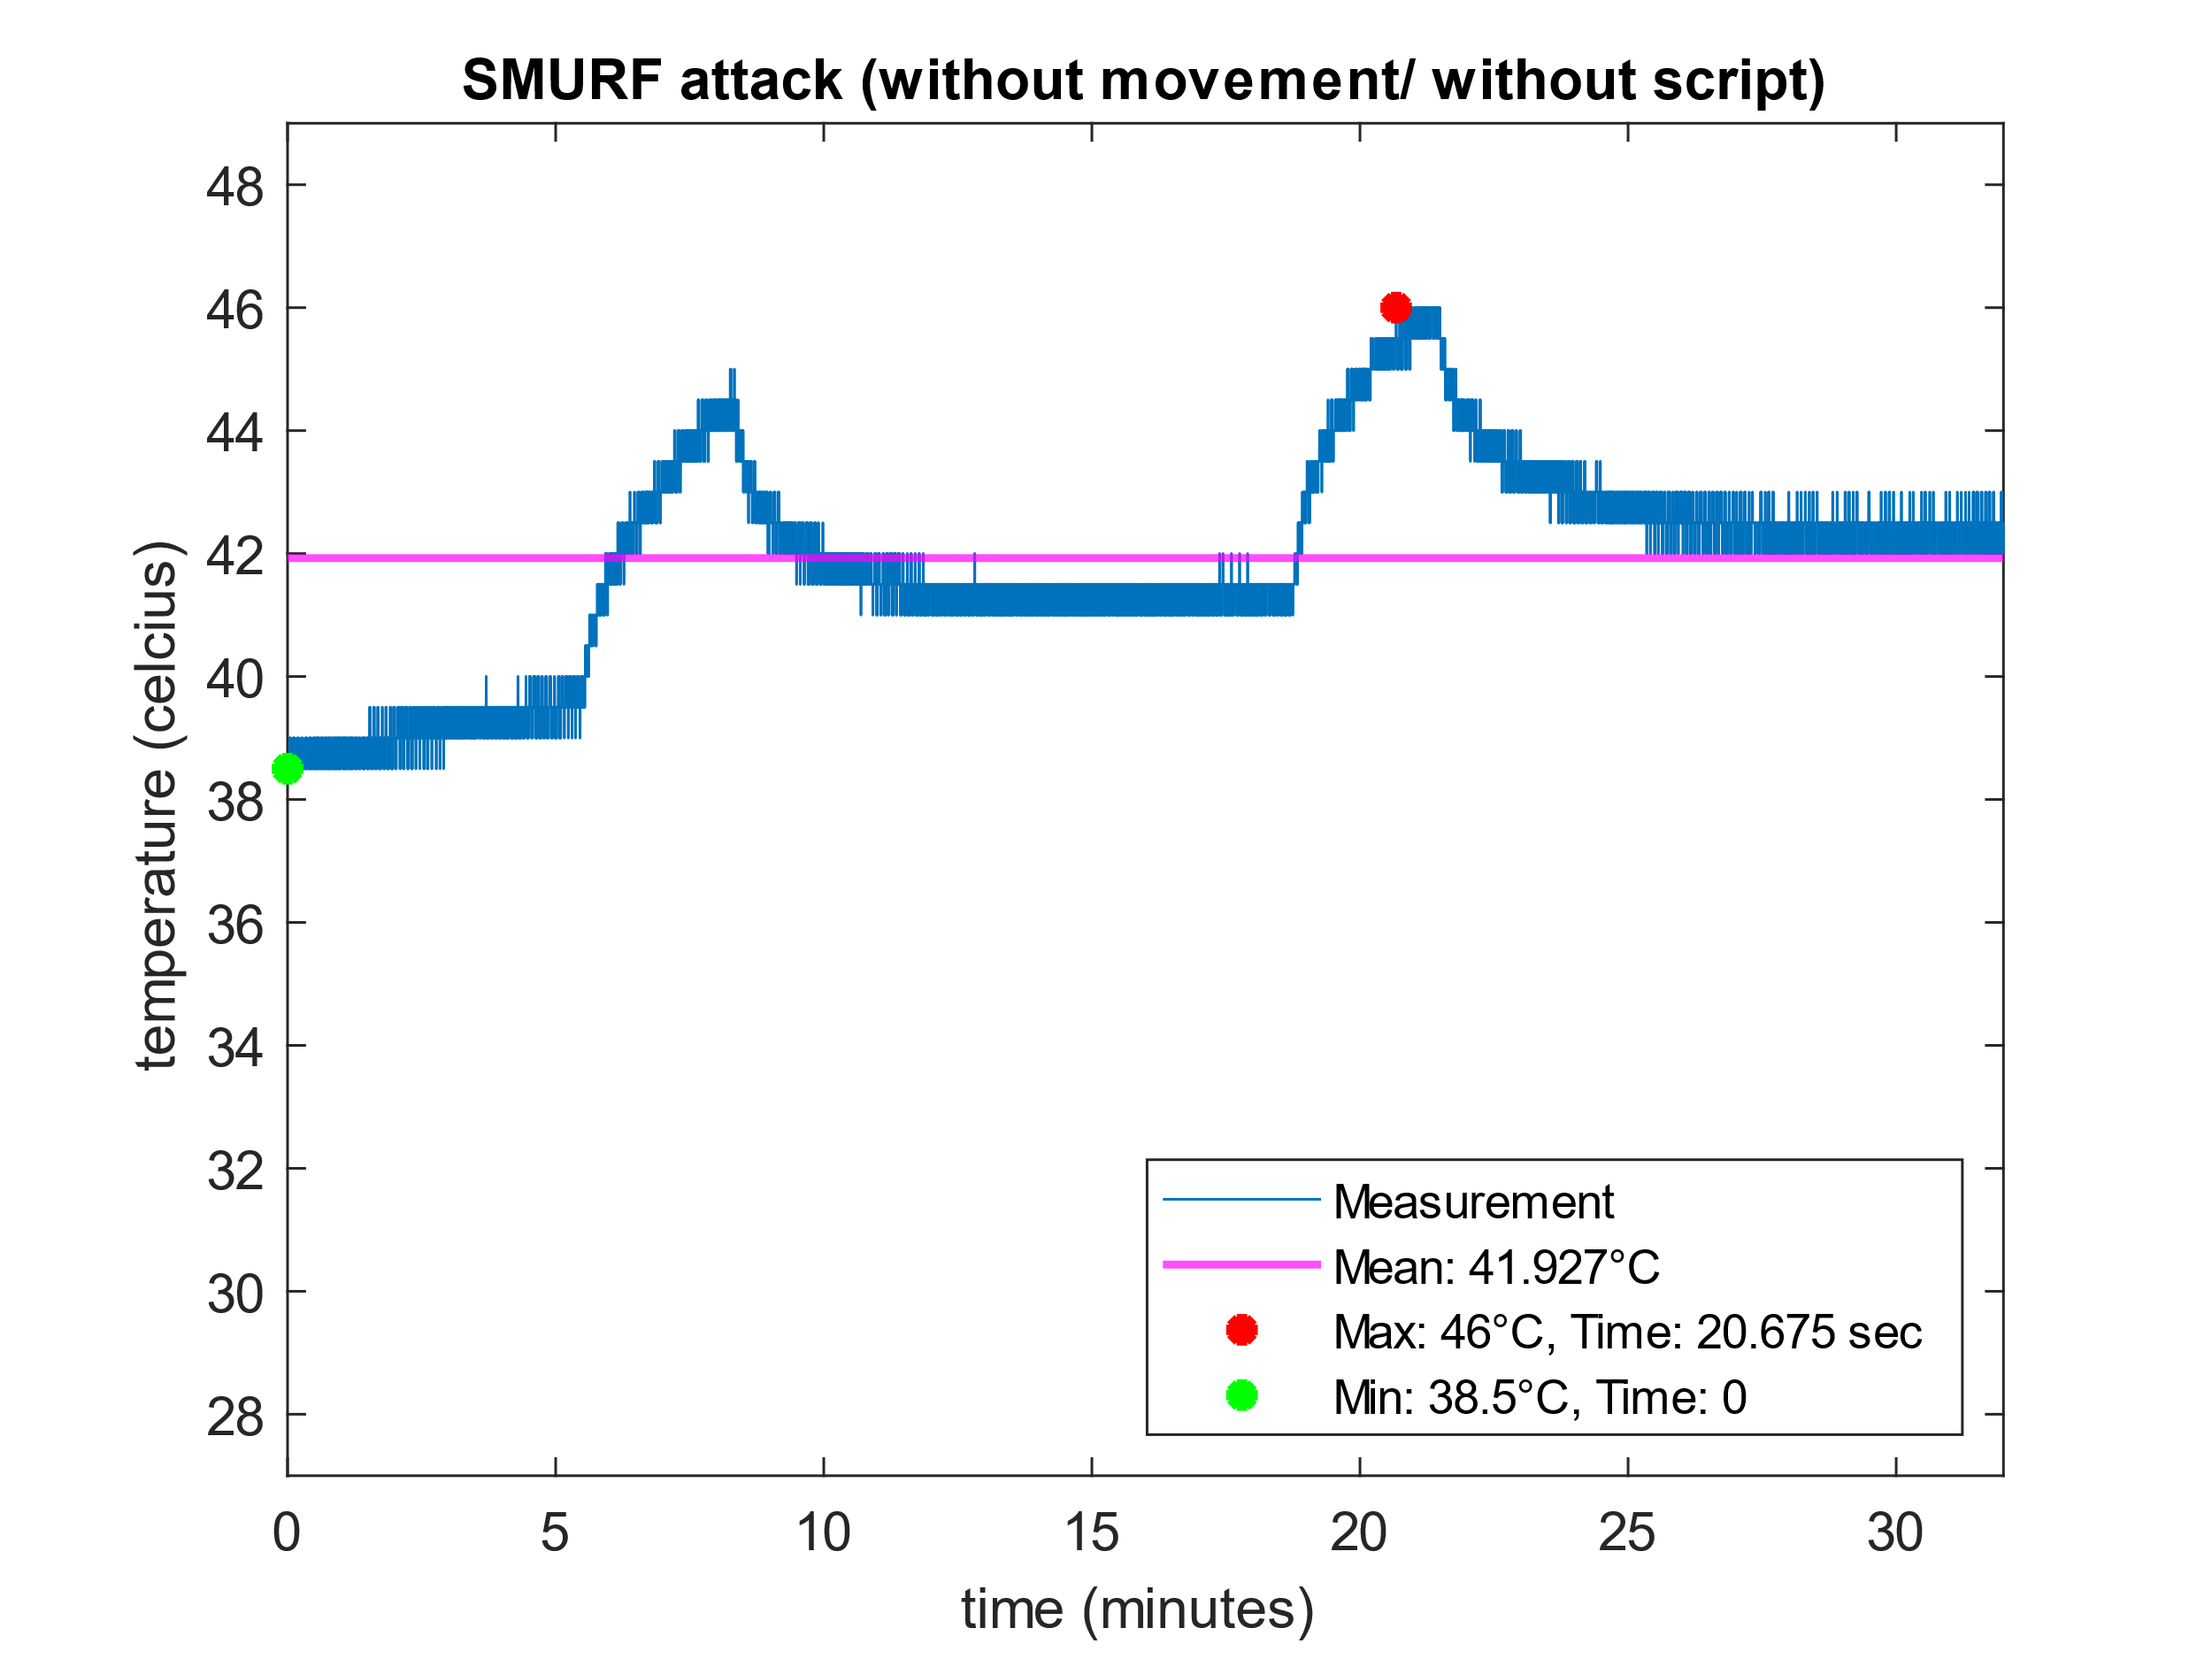 SMURF attack (without movement/ without script)
48
46
44
42
40
38
36
34
32
30
28
temperature (celcius)
Measurement
Mean: 41.927°C
Max: 46°C, Time: 20.675 sec
Min: 38.5°C, Time: 0
0 5 10 15 20 25 30
time (minutes)